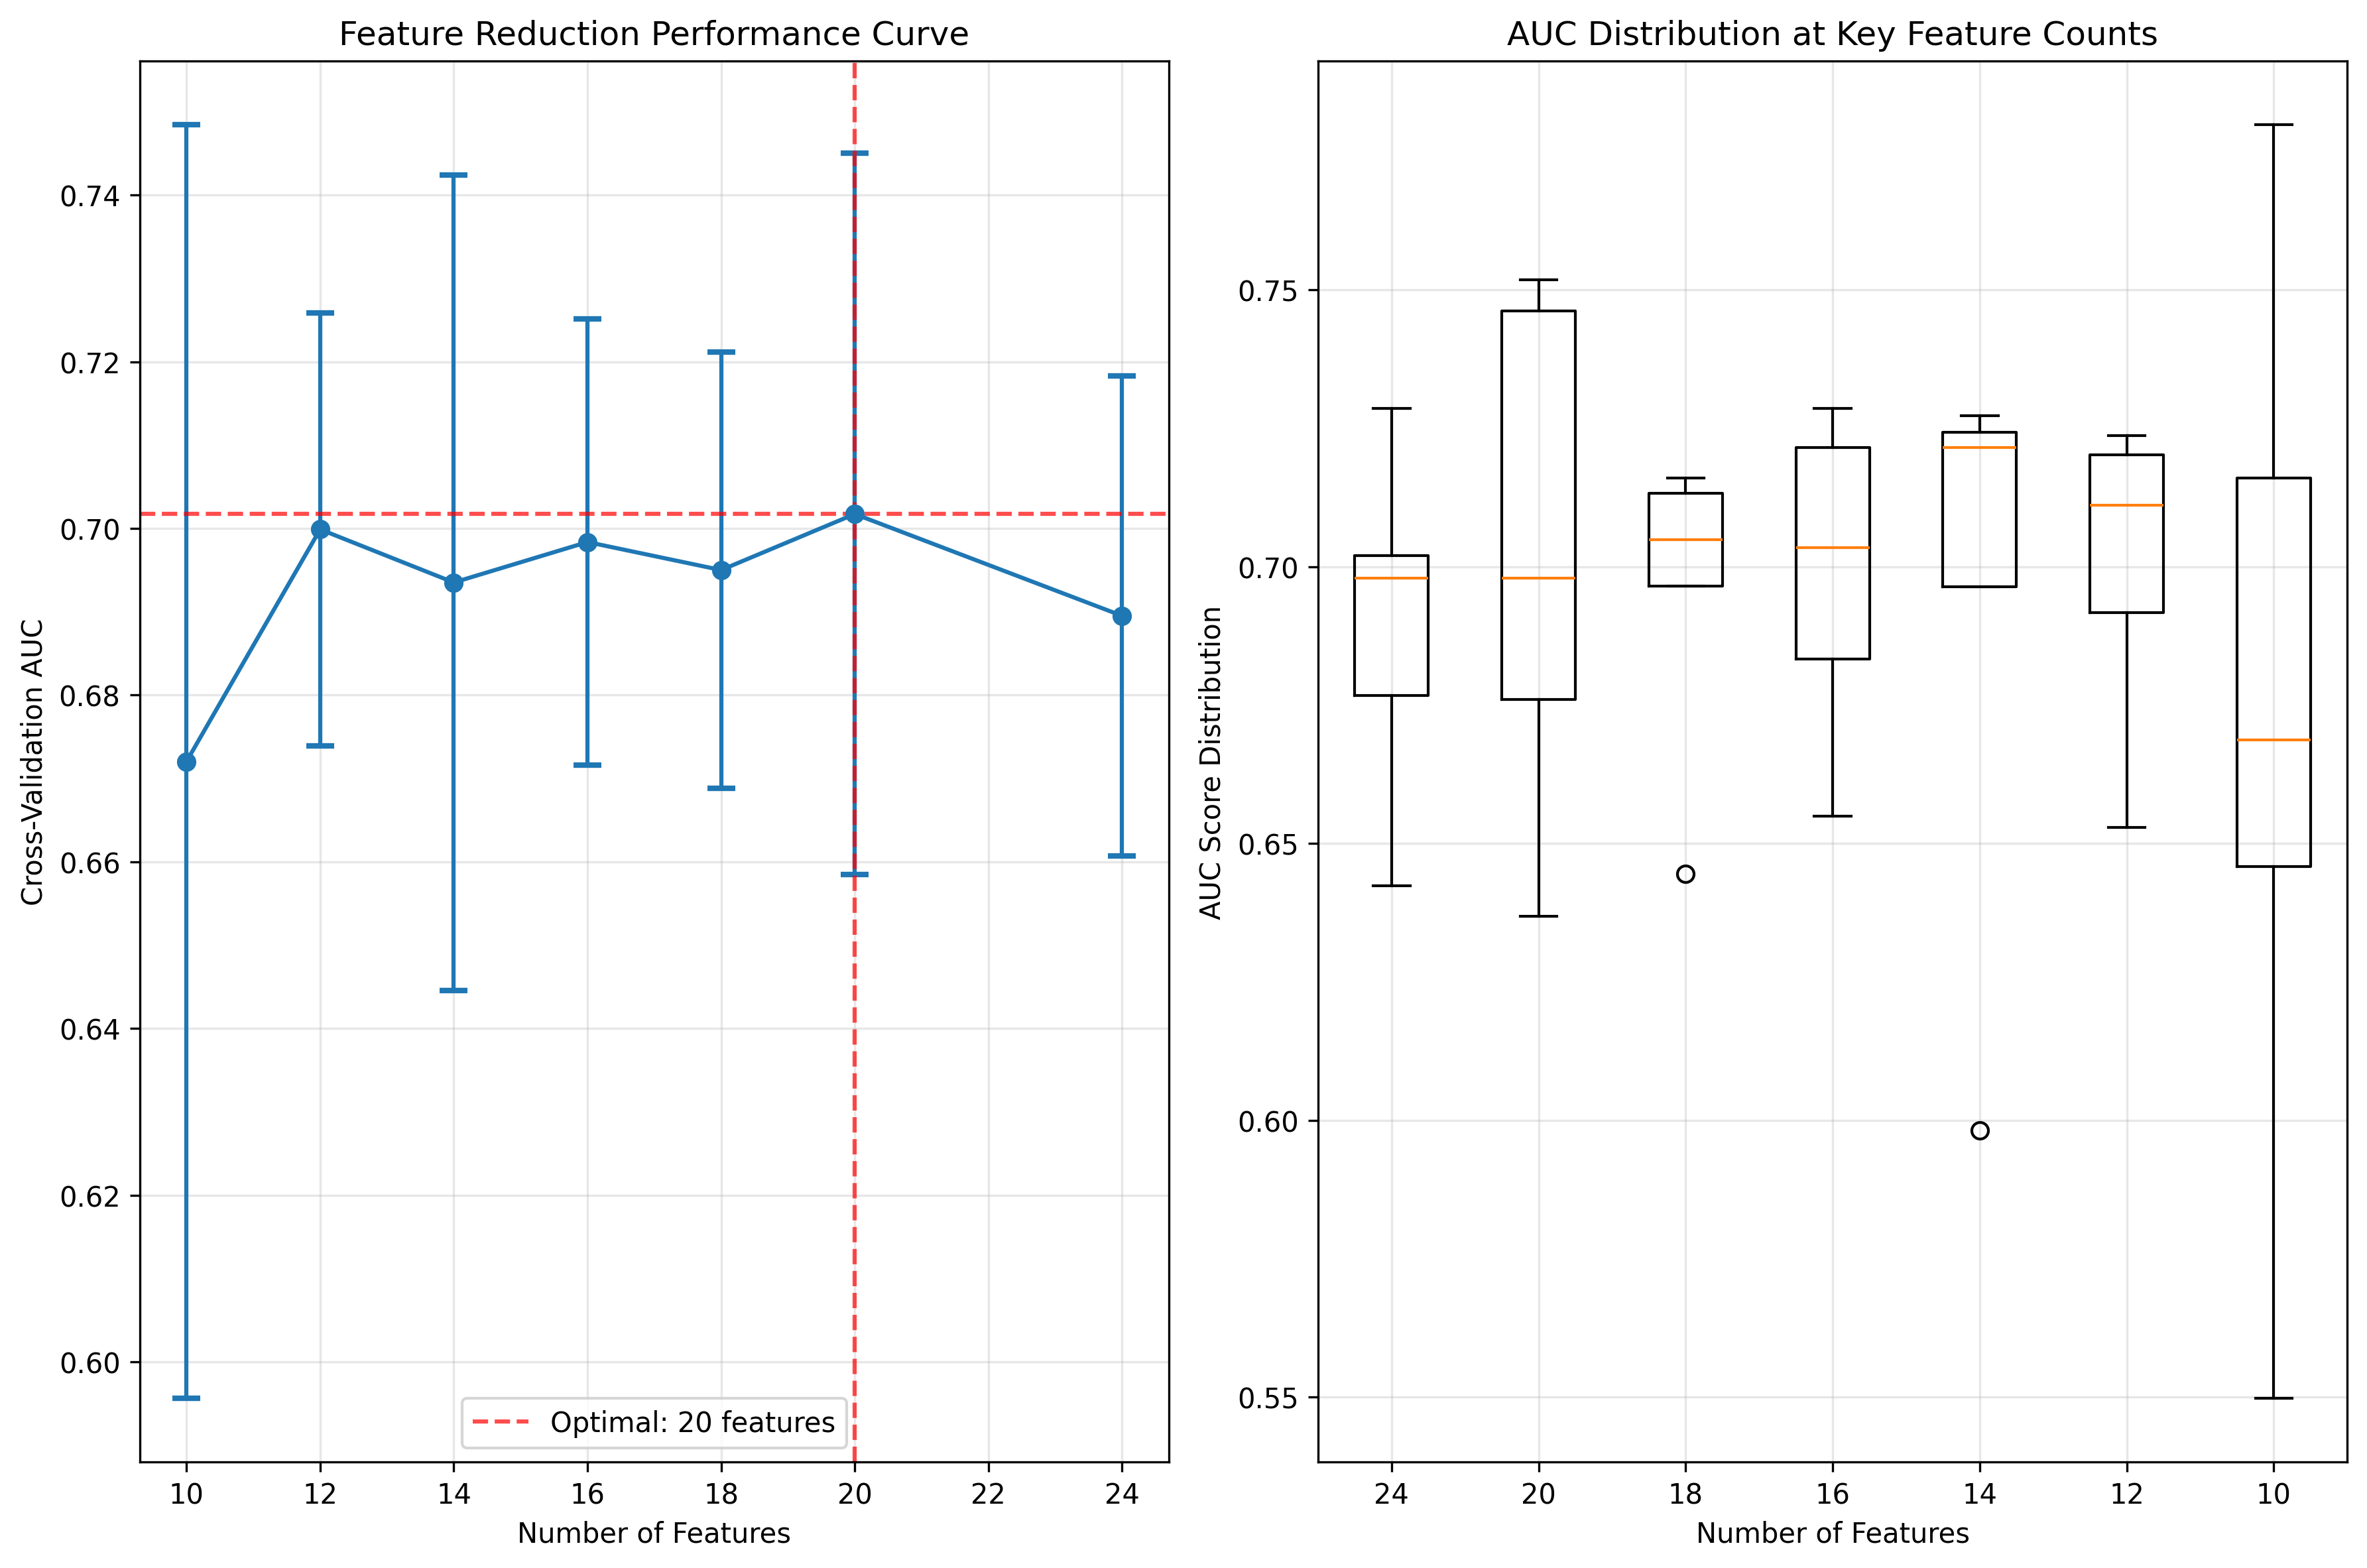 Feature Reduction Performance Curve
Cross-Validation AUC
0.74
0.72
0.70
0.68
0.66
0.64
0.62
0.60
Optimal: 20 features
10 12 14 16 18 20 22 24
Number of Features
AUC Distribution at Key Feature Counts
AUC Score Distribution
0.75
0.70
0.65
0.60
0.55
24 20 18 16 14 12 10
Number of Features